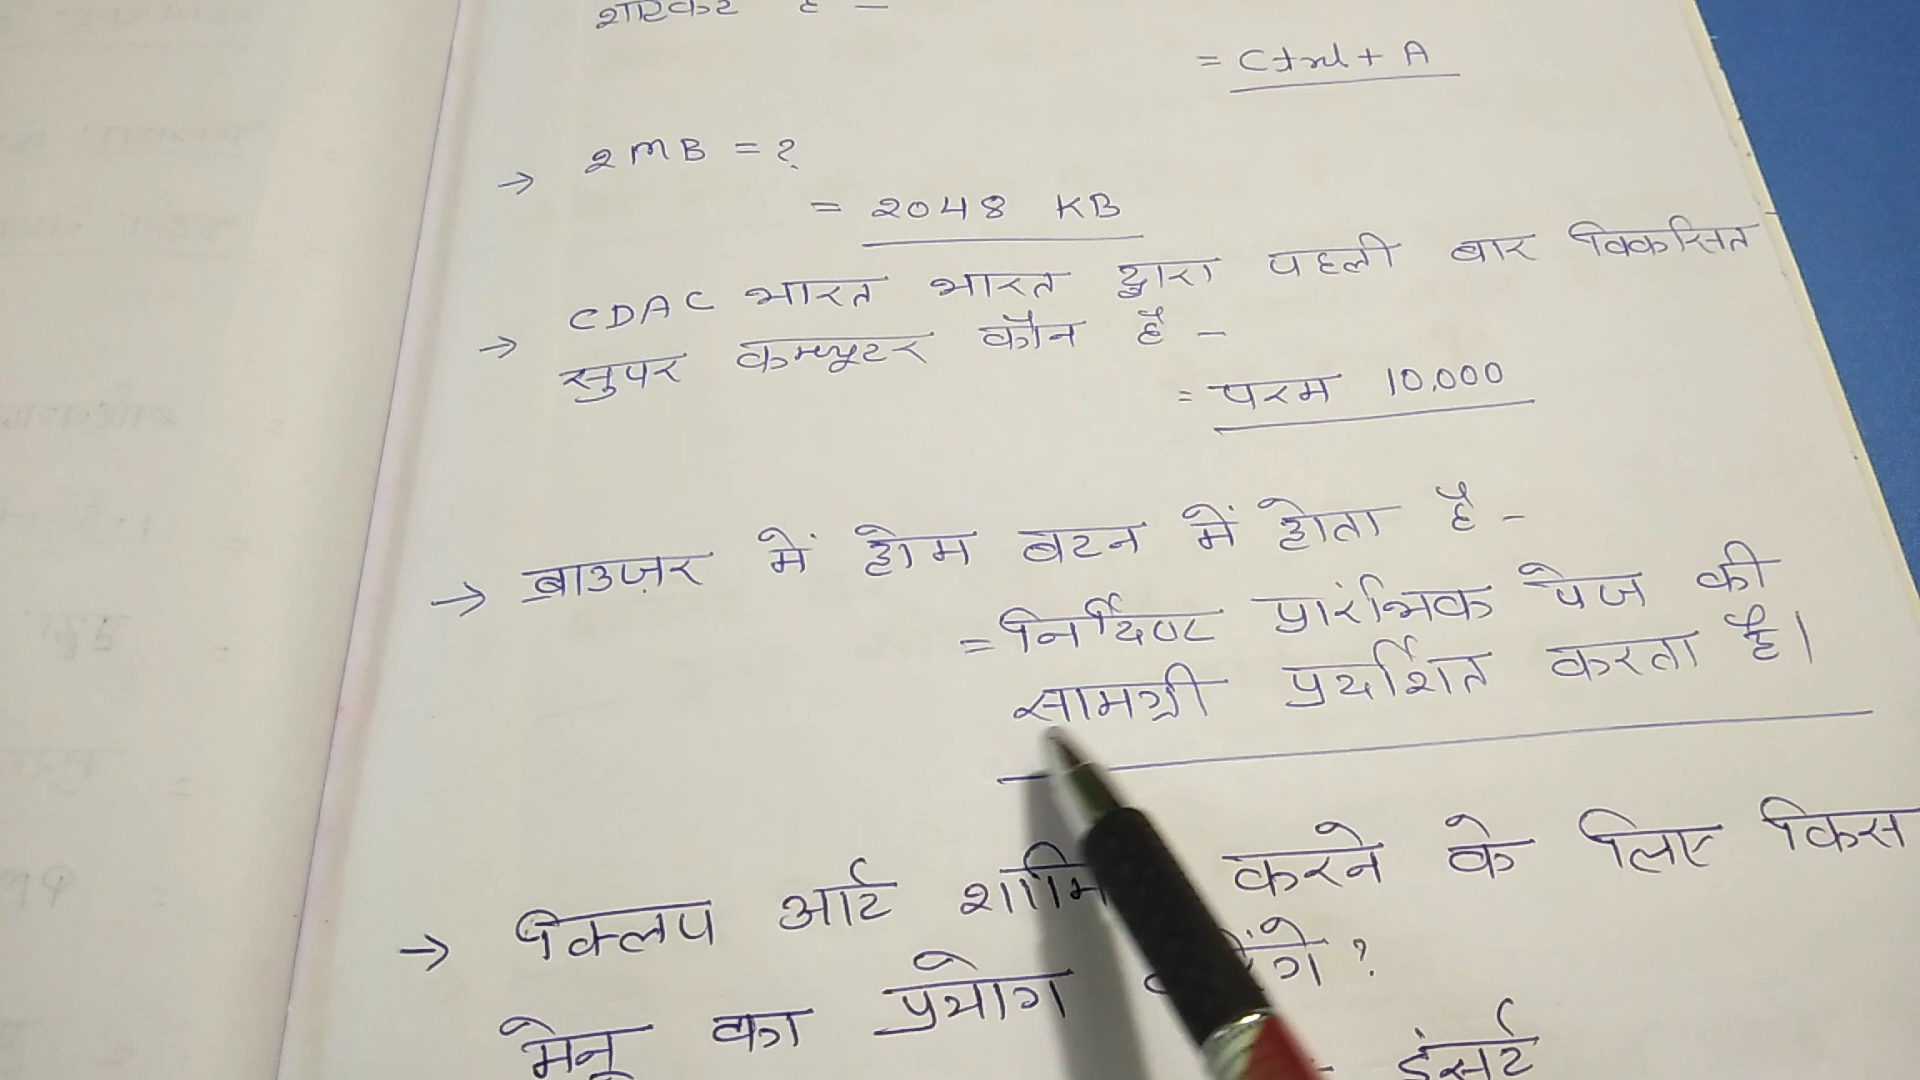 शार्टकट है -
= Ctrl + A
→ 2 MB = ?
= 2048 KB
→ CDAC भारत भारत द्वारा पहली बार विकसित
सुपर कम्प्यूटर कौन है -
= परम 10,000
→ ब्राउज़र में होम बटन में होता है -
= निर्दिष्ट प्रारंभिक पेज की
सामग्री प्रदर्शित करता है।
→ क्लिप आर्ट करने के लिए किस
मेनू का प्रयोग ?
इंसर्ट